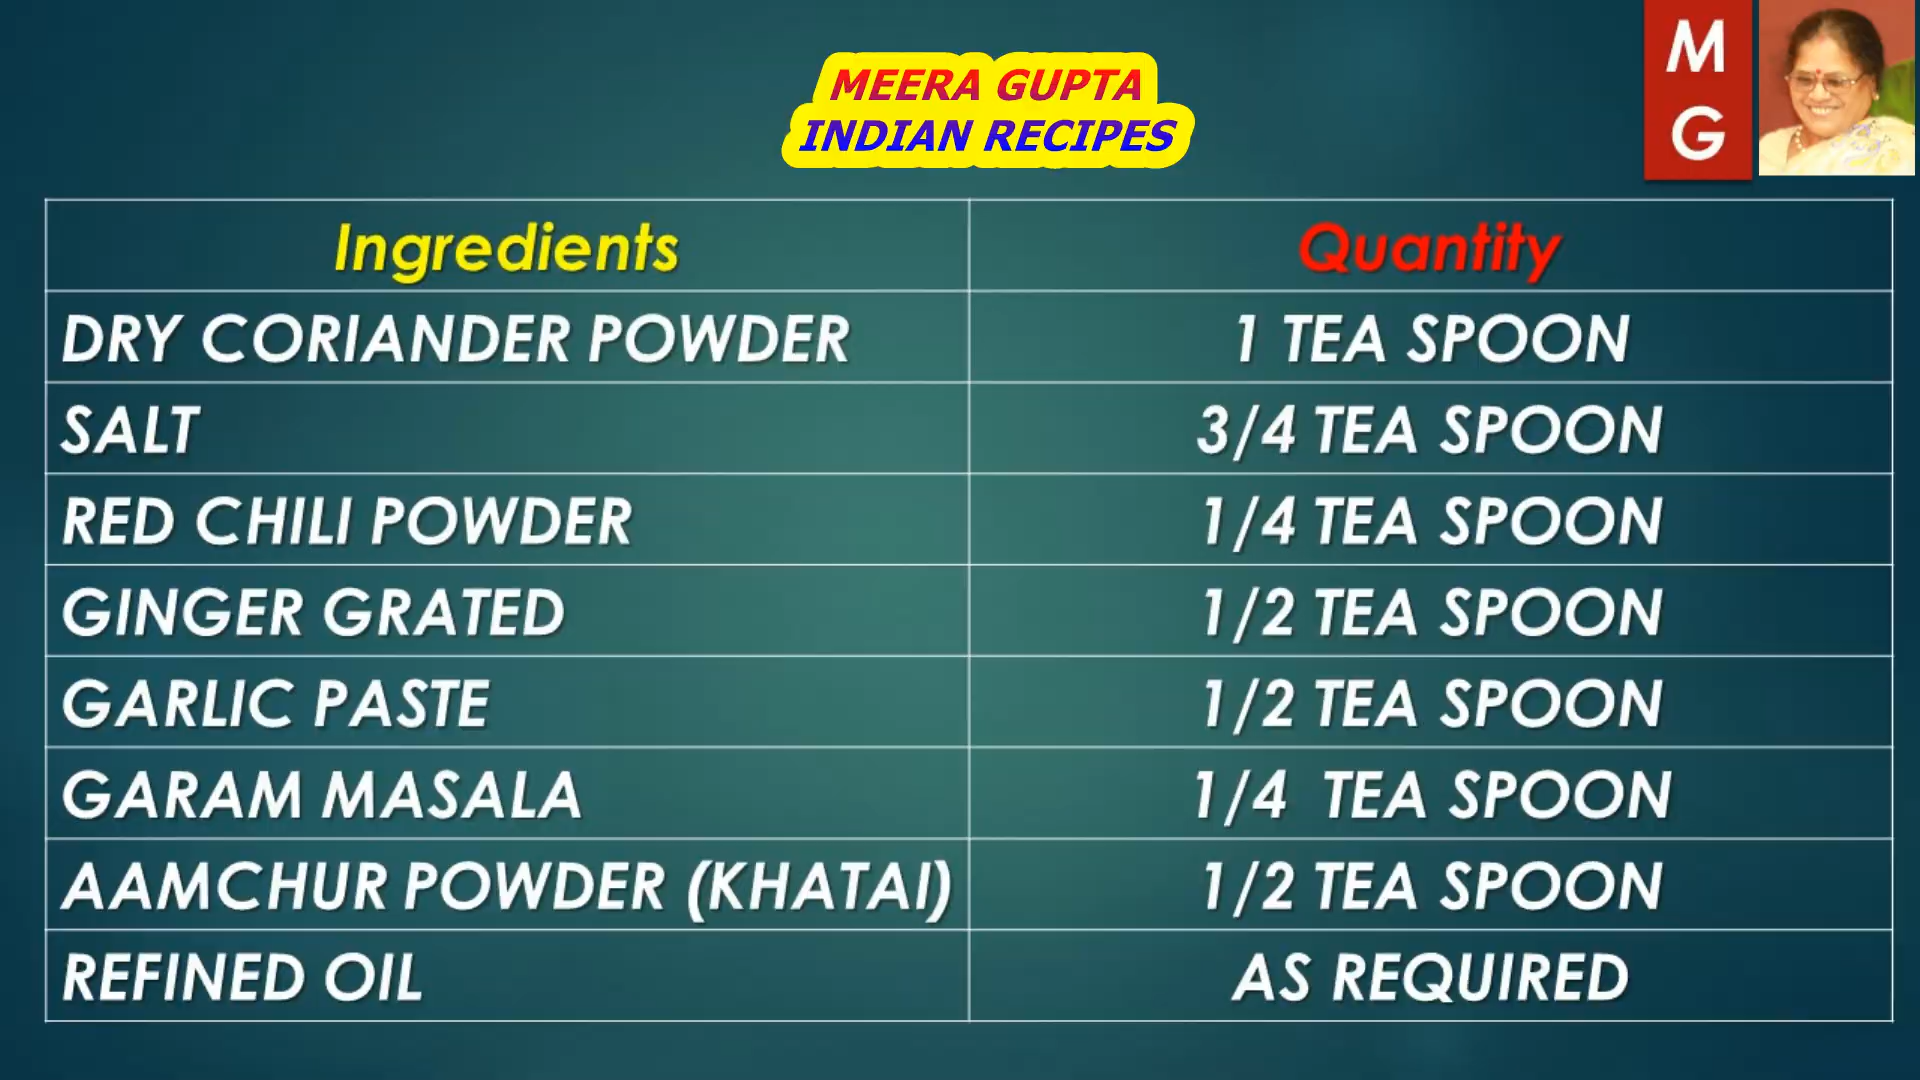 M
G
MEERA GUPTA
INDIAN RECIPES
Ingredients Quantity
DRY CORIANDER POWDER 1 TEA SPOON
SALT 3/4 TEA SPOON
RED CHILI POWDER 1/4 TEA SPOON
GINGER GRATED 1/2 TEA SPOON
GARLIC PASTE 1/2 TEA SPOON
GARAM MASALA 1/4 TEA SPOON
AAMCHUR POWDER (KHATAI) 1/2 TEA SPOON
REFINED OIL AS REQUIRED